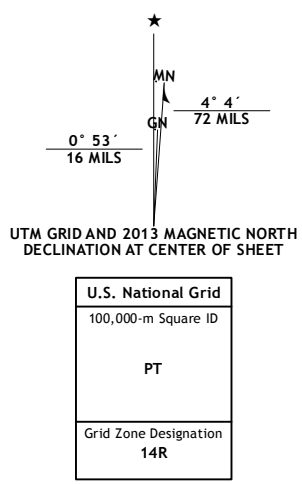 ★
MN
4° 4´
72 MILS
GN
0° 53´
16 MILS
UTM GRID AND 2013 MAGNETIC NORTH
DECLINATION AT CENTER OF SHEET
U.S. National Grid
100,000-m Square ID
PT
Grid Zone Designation
14R